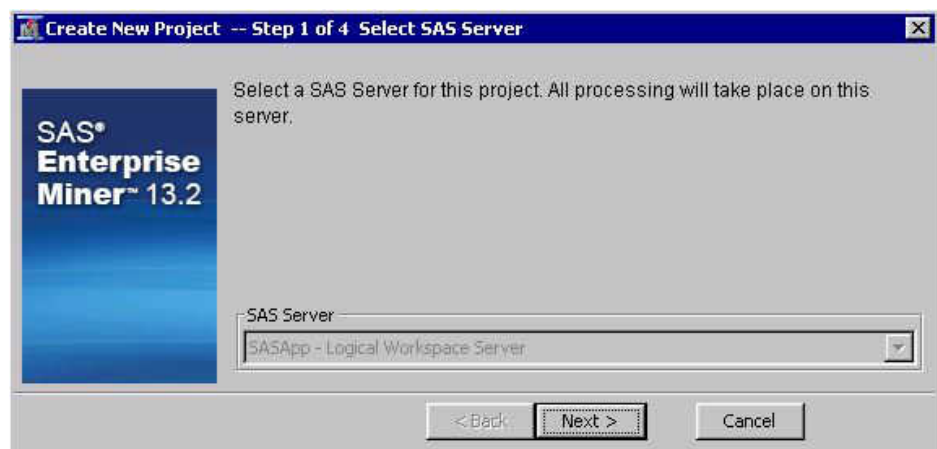 Create New Project -- Step 1 of 4 Select SAS Server
Select a SAS Server for this project. All processing will take place on this
server.
SAS®
Enterprise
Miner™ 13.2
SAS Server
SASApp - Logical Workspace Server
< Back
Next >
Cancel